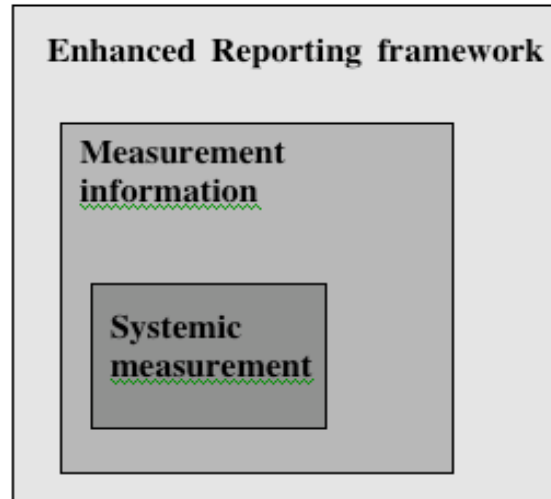 Enhanced Reporting framework
Measurement
information
Systemic
measurement